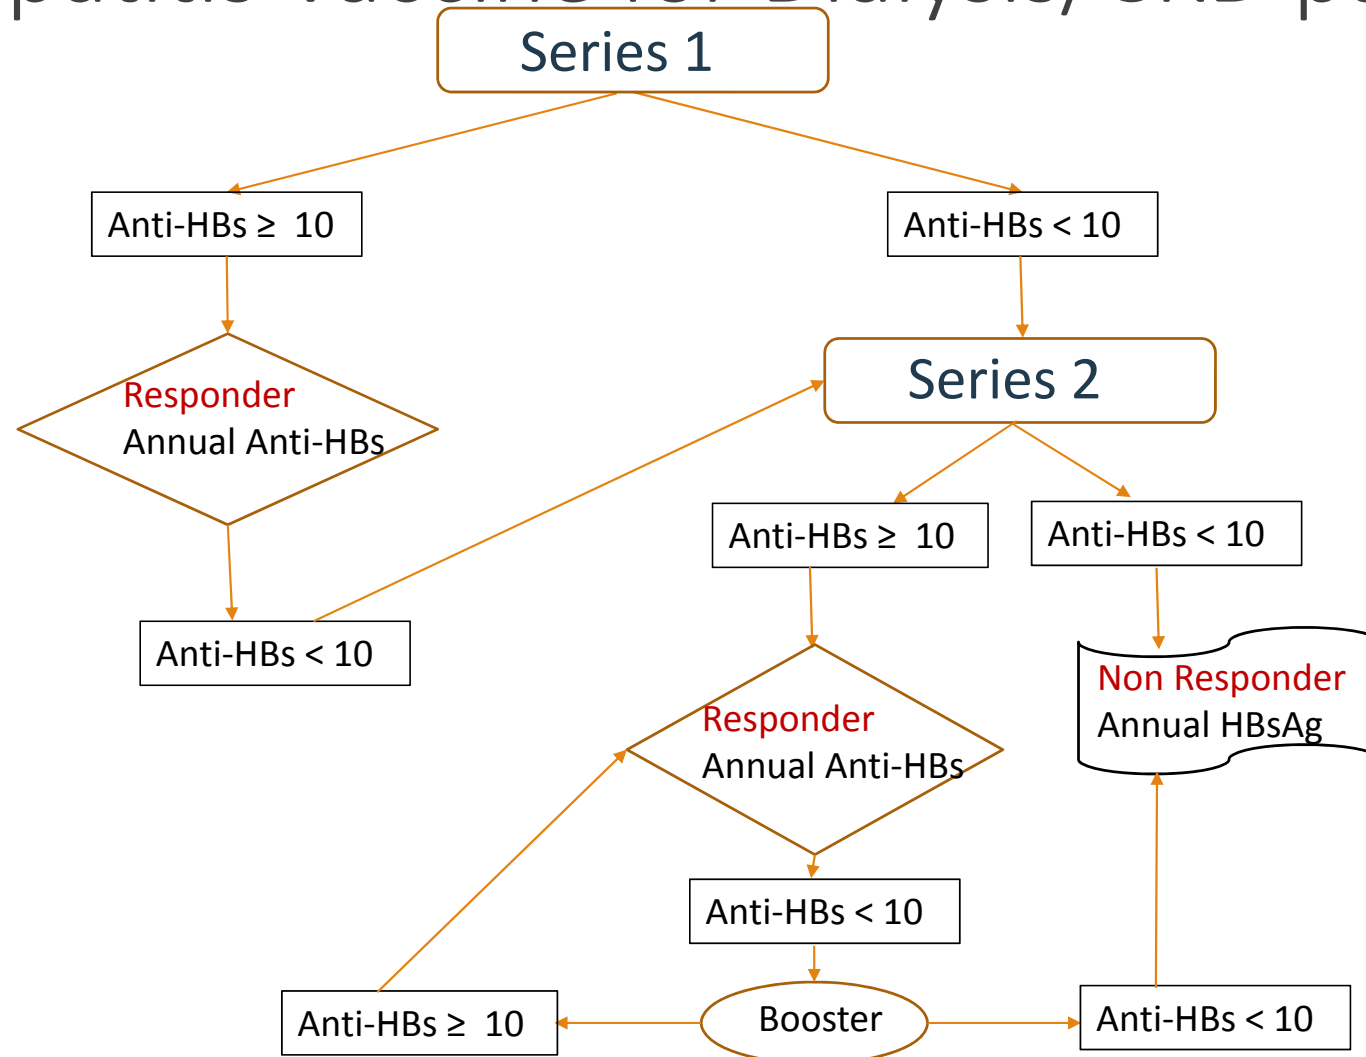 Series 1
Anti-HBs ≥ 10
Anti-HBs < 10
Responder
Annual Anti-HBs
Series 2
Anti-HBs ≥ 10
Anti-HBs < 10
Anti-HBs < 10
Non Responder
Annual HBsAg
Responder
Annual Anti-HBs
Anti-HBs < 10
Anti-HBs ≥ 10
Booster
Anti-HBs < 10